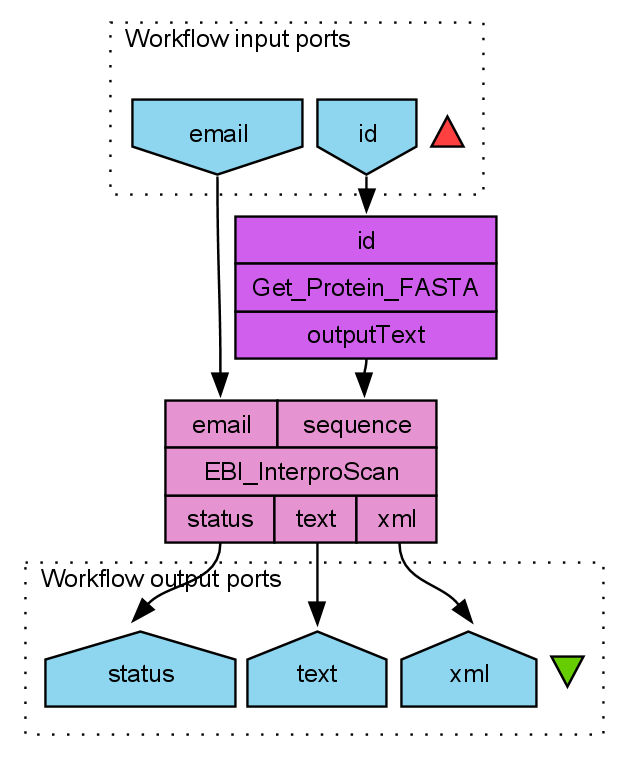 Workflow input ports
email
id
id
Get_Protein_FASTA
outputText
email sequence
EBI_InterproScan
status text xml
Workflow output ports
status text xml